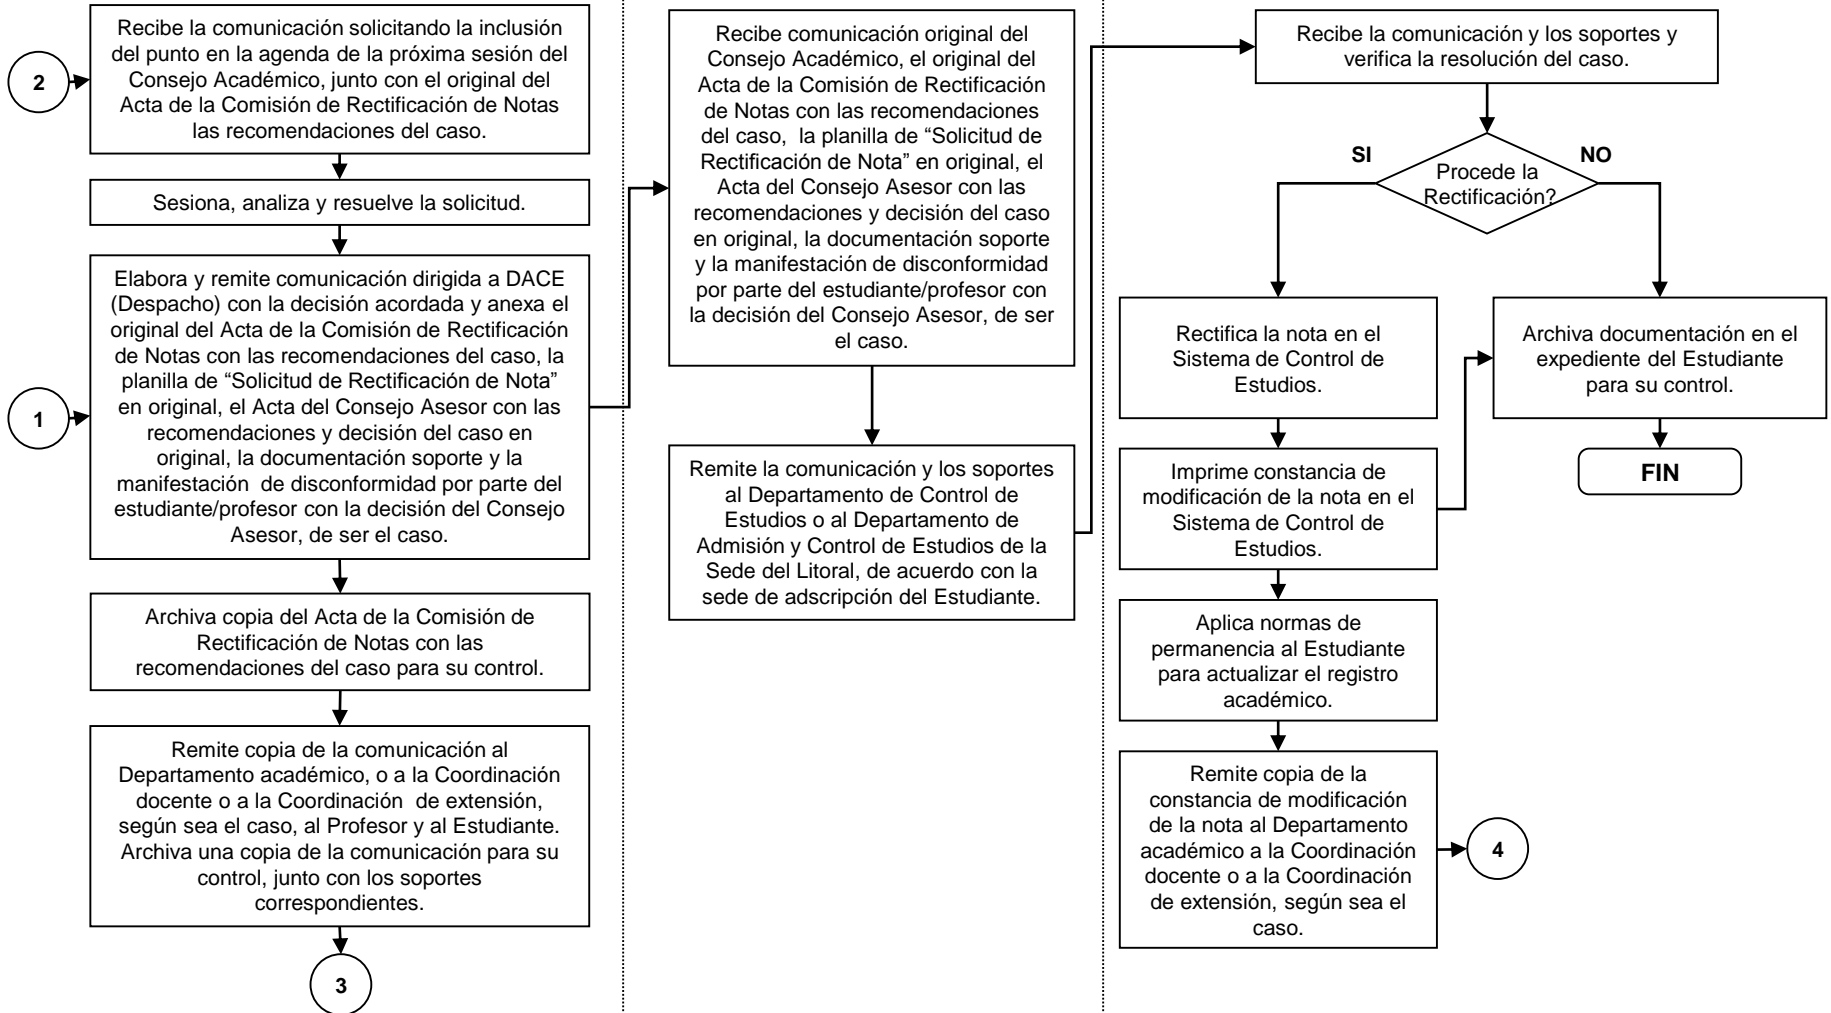 2
Recibe la comunicación solicitando la inclusión
del punto en la agenda de la próxima sesión del
Consejo Académico, junto con el original del
Acta de la Comisión de Rectificación de Notas
las recomendaciones del caso.
Sesiona, analiza y resuelve la solicitud.
1
Elabora y remite comunicación dirigida a DACE
(Despacho) con la decisión acordada y anexa el
original del Acta de la Comisión de Rectificación
de Notas con las recomendaciones del caso, la
planilla de “Solicitud de Rectificación de Nota”
en original, el Acta del Consejo Asesor con las
recomendaciones y decisión del caso en
original, la documentación soporte y la
manifestación de disconformidad por parte del
estudiante/profesor con la decisión del Consejo
Asesor, de ser el caso.
Archiva copia del Acta de la Comisión de
Rectificación de Notas con las
recomendaciones del caso para su control.
Remite copia de la comunicación al
Departamento académico, o a la Coordinación
docente o a la Coordinación de extensión,
según sea el caso, al Profesor y al Estudiante.
Archiva una copia de la comunicación para su
control, junto con los soportes
correspondientes.
3
Recibe comunicación original del
Consejo Académico, el original del
Acta de la Comisión de Rectificación
de Notas con las recomendaciones
del caso, la planilla de “Solicitud de
Rectificación de Nota” en original, el
Acta del Consejo Asesor con las
recomendaciones y decisión del caso
en original, la documentación soporte
y la manifestación de disconformidad
por parte del estudiante/profesor con
la decisión del Consejo Asesor, de ser
el caso.
Remite la comunicación y los soportes
al Departamento de Control de
Estudios o al Departamento de
Admisión y Control de Estudios de la
Sede del Litoral, de acuerdo con la
sede de adscripción del Estudiante.
Recibe la comunicación y los soportes y
verifica la resolución del caso.
SI
NO
Procede la
Rectificación?
Rectifica la nota en el
Sistema de Control de
Estudios.
Archiva documentación en el
expediente del Estudiante
para su control.
FIN
Imprime constancia de
modificación de la nota en el
Sistema de Control de
Estudios.
Aplica normas de
permanencia al Estudiante
para actualizar el registro
académico.
Remite copia de la
constancia de modificación
de la nota al Departamento
académico a la Coordinación
docente o a la Coordinación
de extensión, según sea el
caso.
4